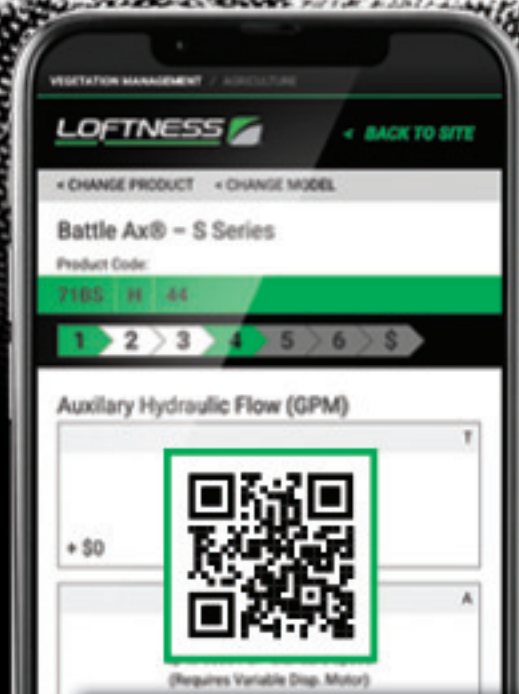 VEGETATION MANAGEMENT / AGRICULTURE
LOFTNESS
< BACK TO SITE
< CHANGE PRODUCT < CHANGE MODEL
Battle Ax® – S Series
Product Code:
71BS H 44
1 2 3 4 5 6 $
Auxilary Hydraulic Flow (GPM)
T
+ $0
A
(Requires Variable Disp. Motor)